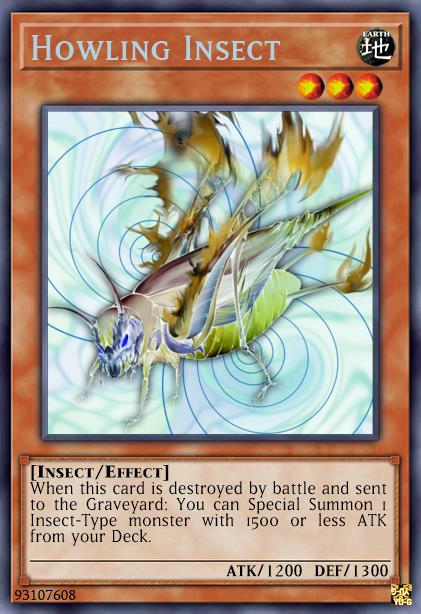 Howling Insect
EARTH
地
[Insect/Effect]
When this card is destroyed by battle and sent
to the Graveyard: You can Special Summon 1
Insect-Type monster with 1500 or less ATK
from your Deck.
ATK/1200 DEF/1300
93107608